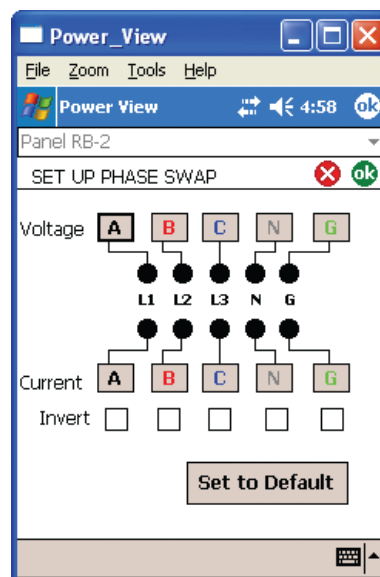 Power_View
File Zoom Tools Help
Power View 4:58 ok
Panel RB-2
SET UP PHASE SWAP ok
Voltage A B C N G
L1 L2 L3 N G
Current A B C N G
Invert
Set to Default